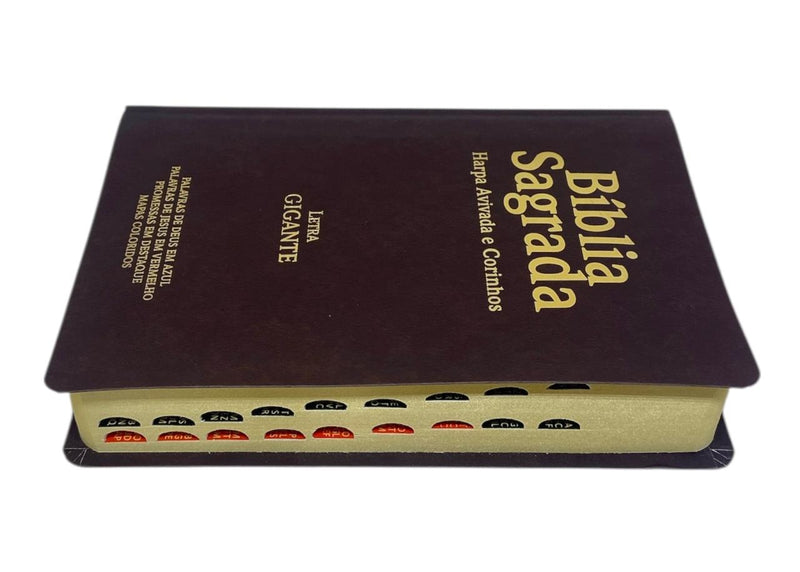 Bíblia
Sagrada
Harpa Avivada e Corinhos
LETRA
GIGANTE
PALAVRAS DE DEUS EM AZUL
PALAVRAS DE JESUS EM VERMELHO
PROMESSAS EM DESTAQUE
MAPAS COLORIDOS